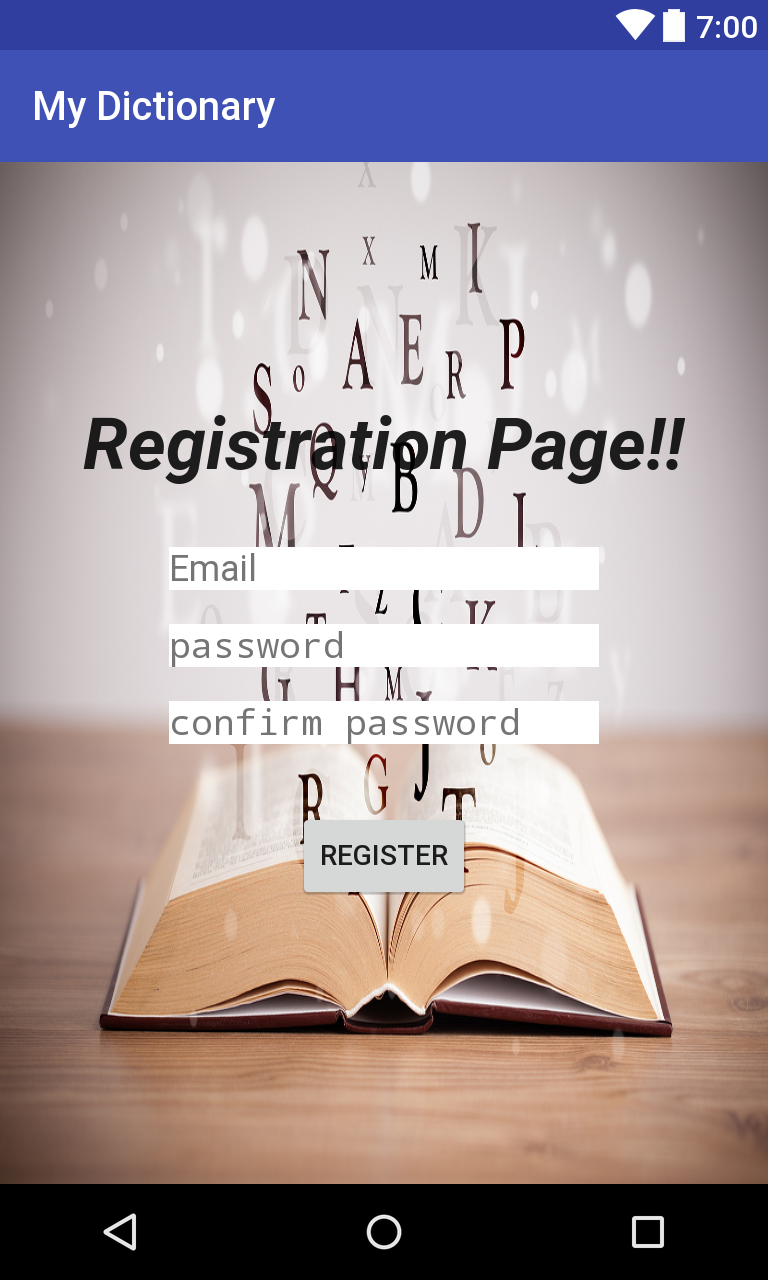 7:00
My Dictionary
X
N X M I K
A E P
S O R
Registration Page!!
Q B
M D
Email
Z K
password
G H M
confirm password
R G J T
REGISTER